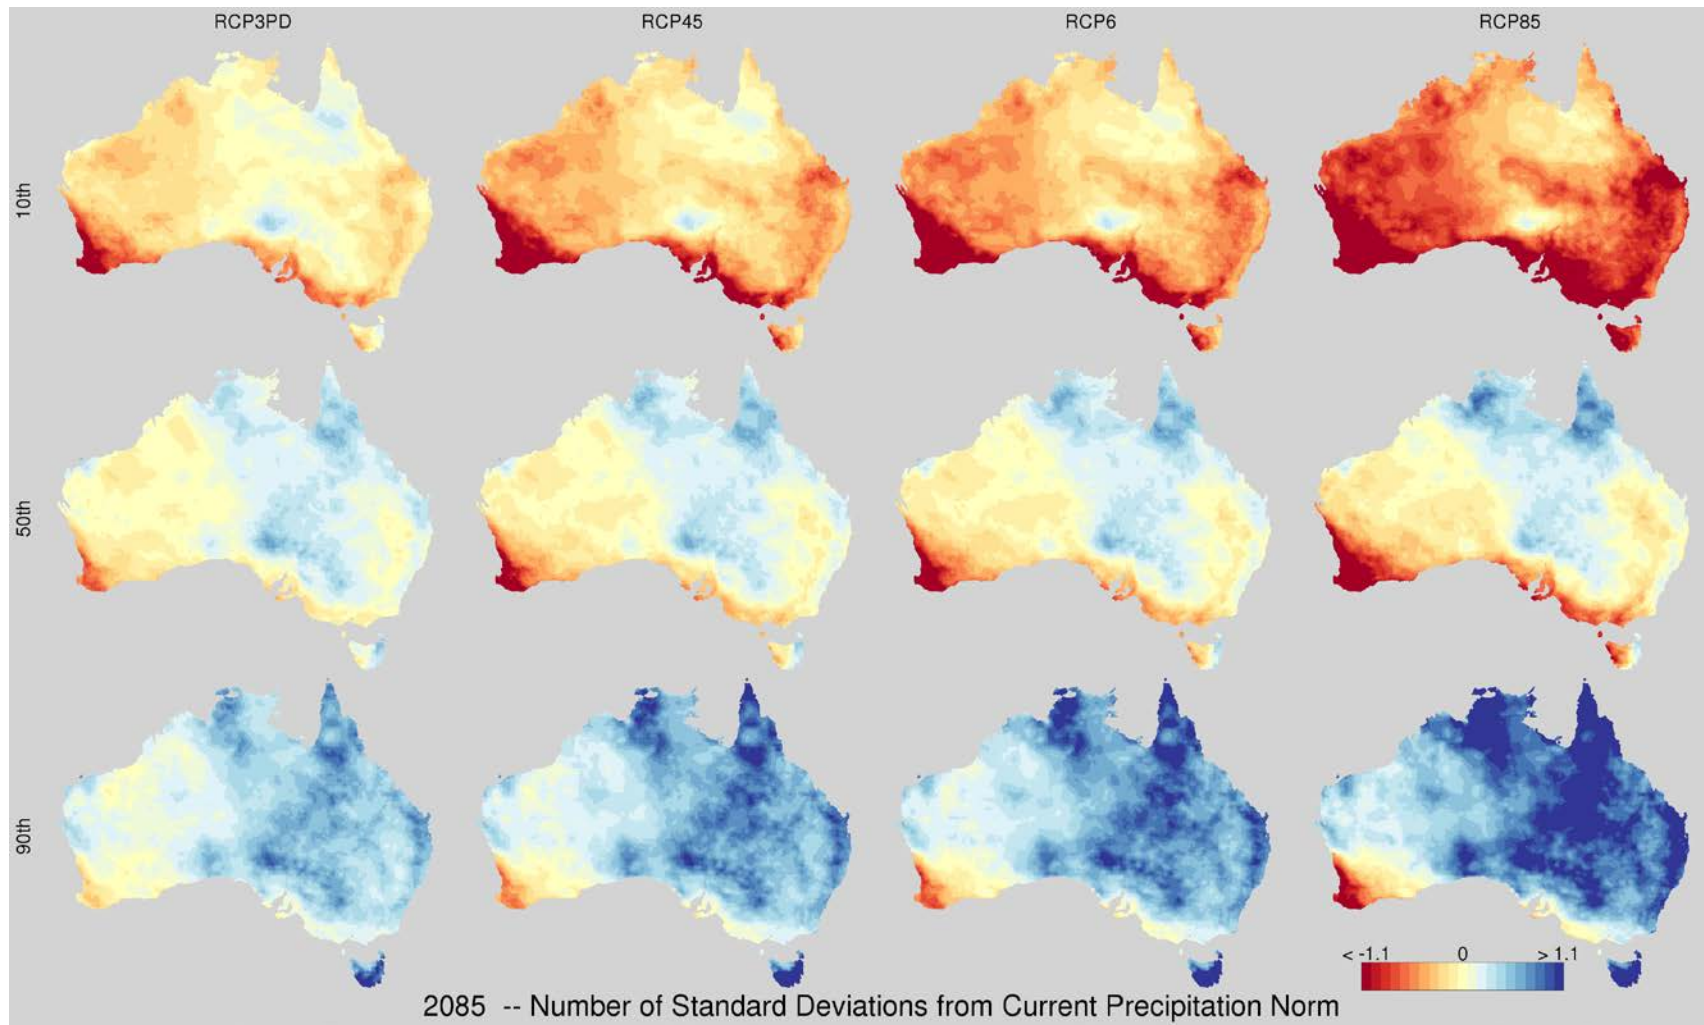 RCP3PD RCP45 RCP6 RCP85
10th
50th
90th
< -1.1 0 > 1.1
2085 -- Number of Standard Deviations from Current Precipitation Norm